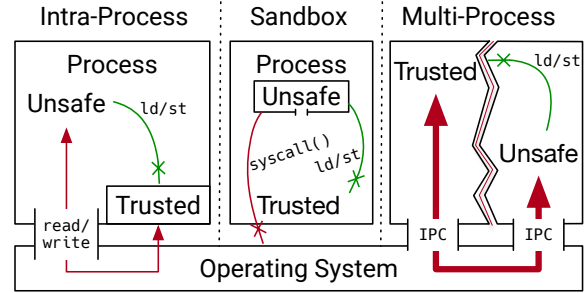 Intra-Process
Sandbox
Multi-Process
Process
Unsafe
ld/st
Trusted
read/
write
Process
Unsafe
syscall()
ld/st
Trusted
Trusted
ld/st
Unsafe
IPC
IPC
Operating System